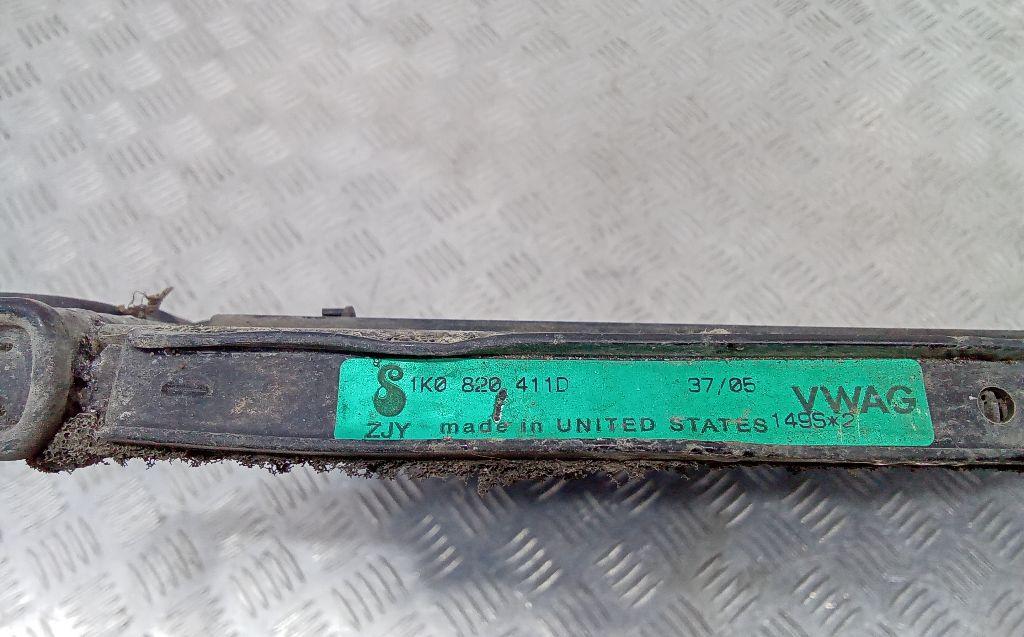 1K0 820 411D 37/05 VWAG
ZJY made in UNITED STATES 149S*2